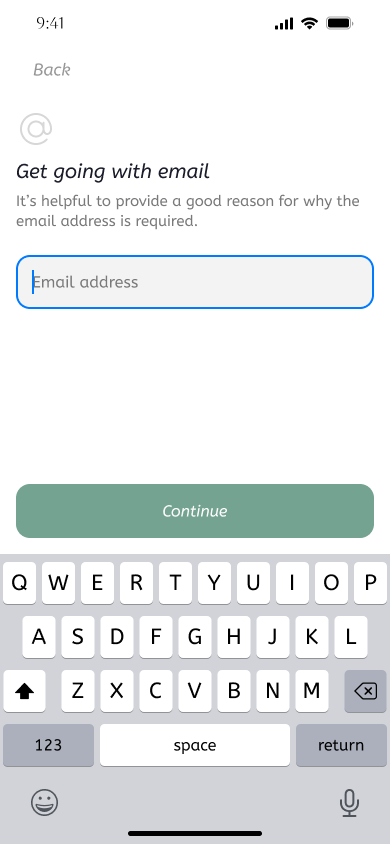 9:41
Back
@
Get going with email
It's helpful to provide a good reason for why the
email address is required.
Email address
Continue
Q W E R T Y U I O P
A S D F G H J K L
Z X C V B N M
123 space return